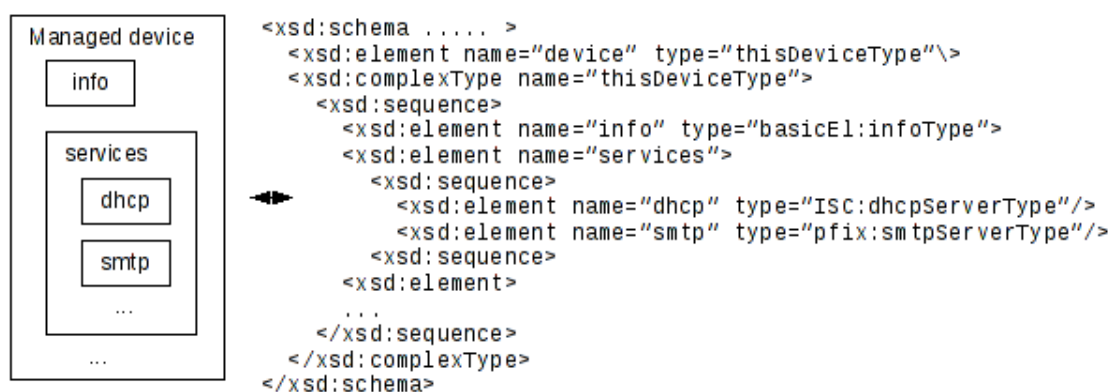 Managed device
info
services
dhcp
smtp
...
...
<xsd:schema ..... >
  <xsd:element name="device" type="thisDeviceType"\>
  <xsd:complexType name="thisDeviceType">
    <xsd:sequence>
      <xsd:element name="info" type="basicEl:infoType">
      <xsd:element name="services">
        <xsd:sequence>
          <xsd:element name="dhcp" type="ISC:dhcpServerType"/>
          <xsd:element name="smtp" type="pfix:smtpServerType"/>
        <xsd:sequence>
      <xsd:element>
      ...
    </xsd:sequence>
  </xsd:complexType>
</xsd:schema>